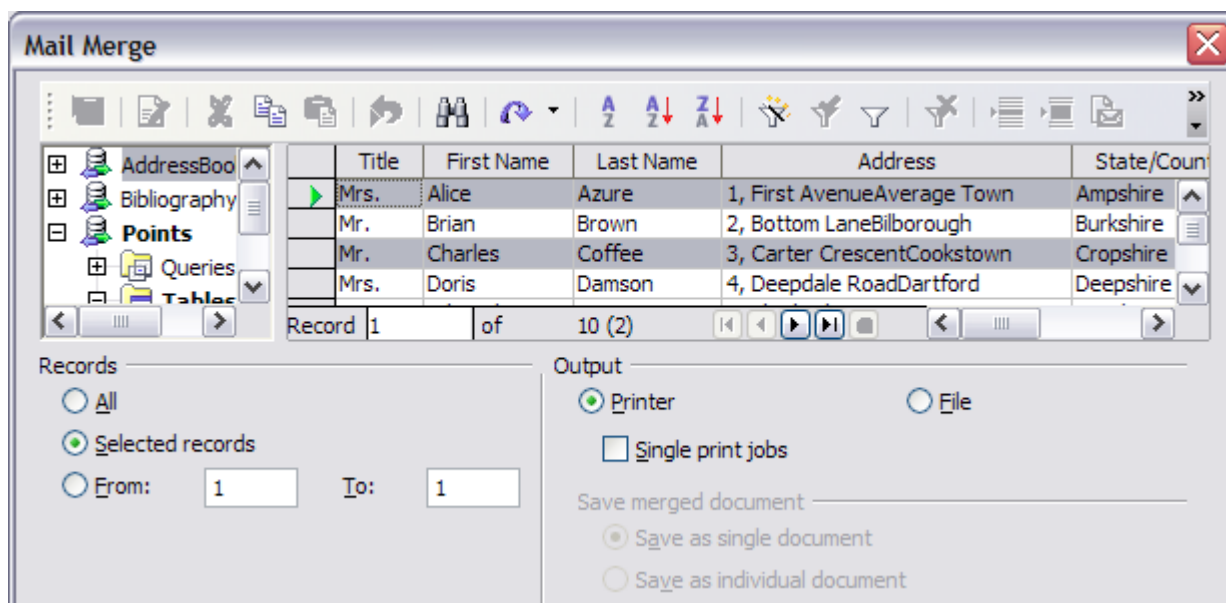 Mail Merge
AddressBoo
Bibliography
Points
Queries
Tables
Title First Name Last Name Address State/Coun
Mrs. Alice Azure 1, First AvenueAverage Town Ampshire
Mr. Brian Brown 2, Bottom LaneBilborough Burkshire
Mr. Charles Coffee 3, Carter CrescentCookstown Cropshire
Mrs. Doris Damson 4, Deepdale RoadDartford Deepshire
Record 1 of 10 (2)
Records
All
Selected records
From: 1 To: 1
Output
Printer File
Single print jobs
Save merged document
Save as single document
Save as individual document